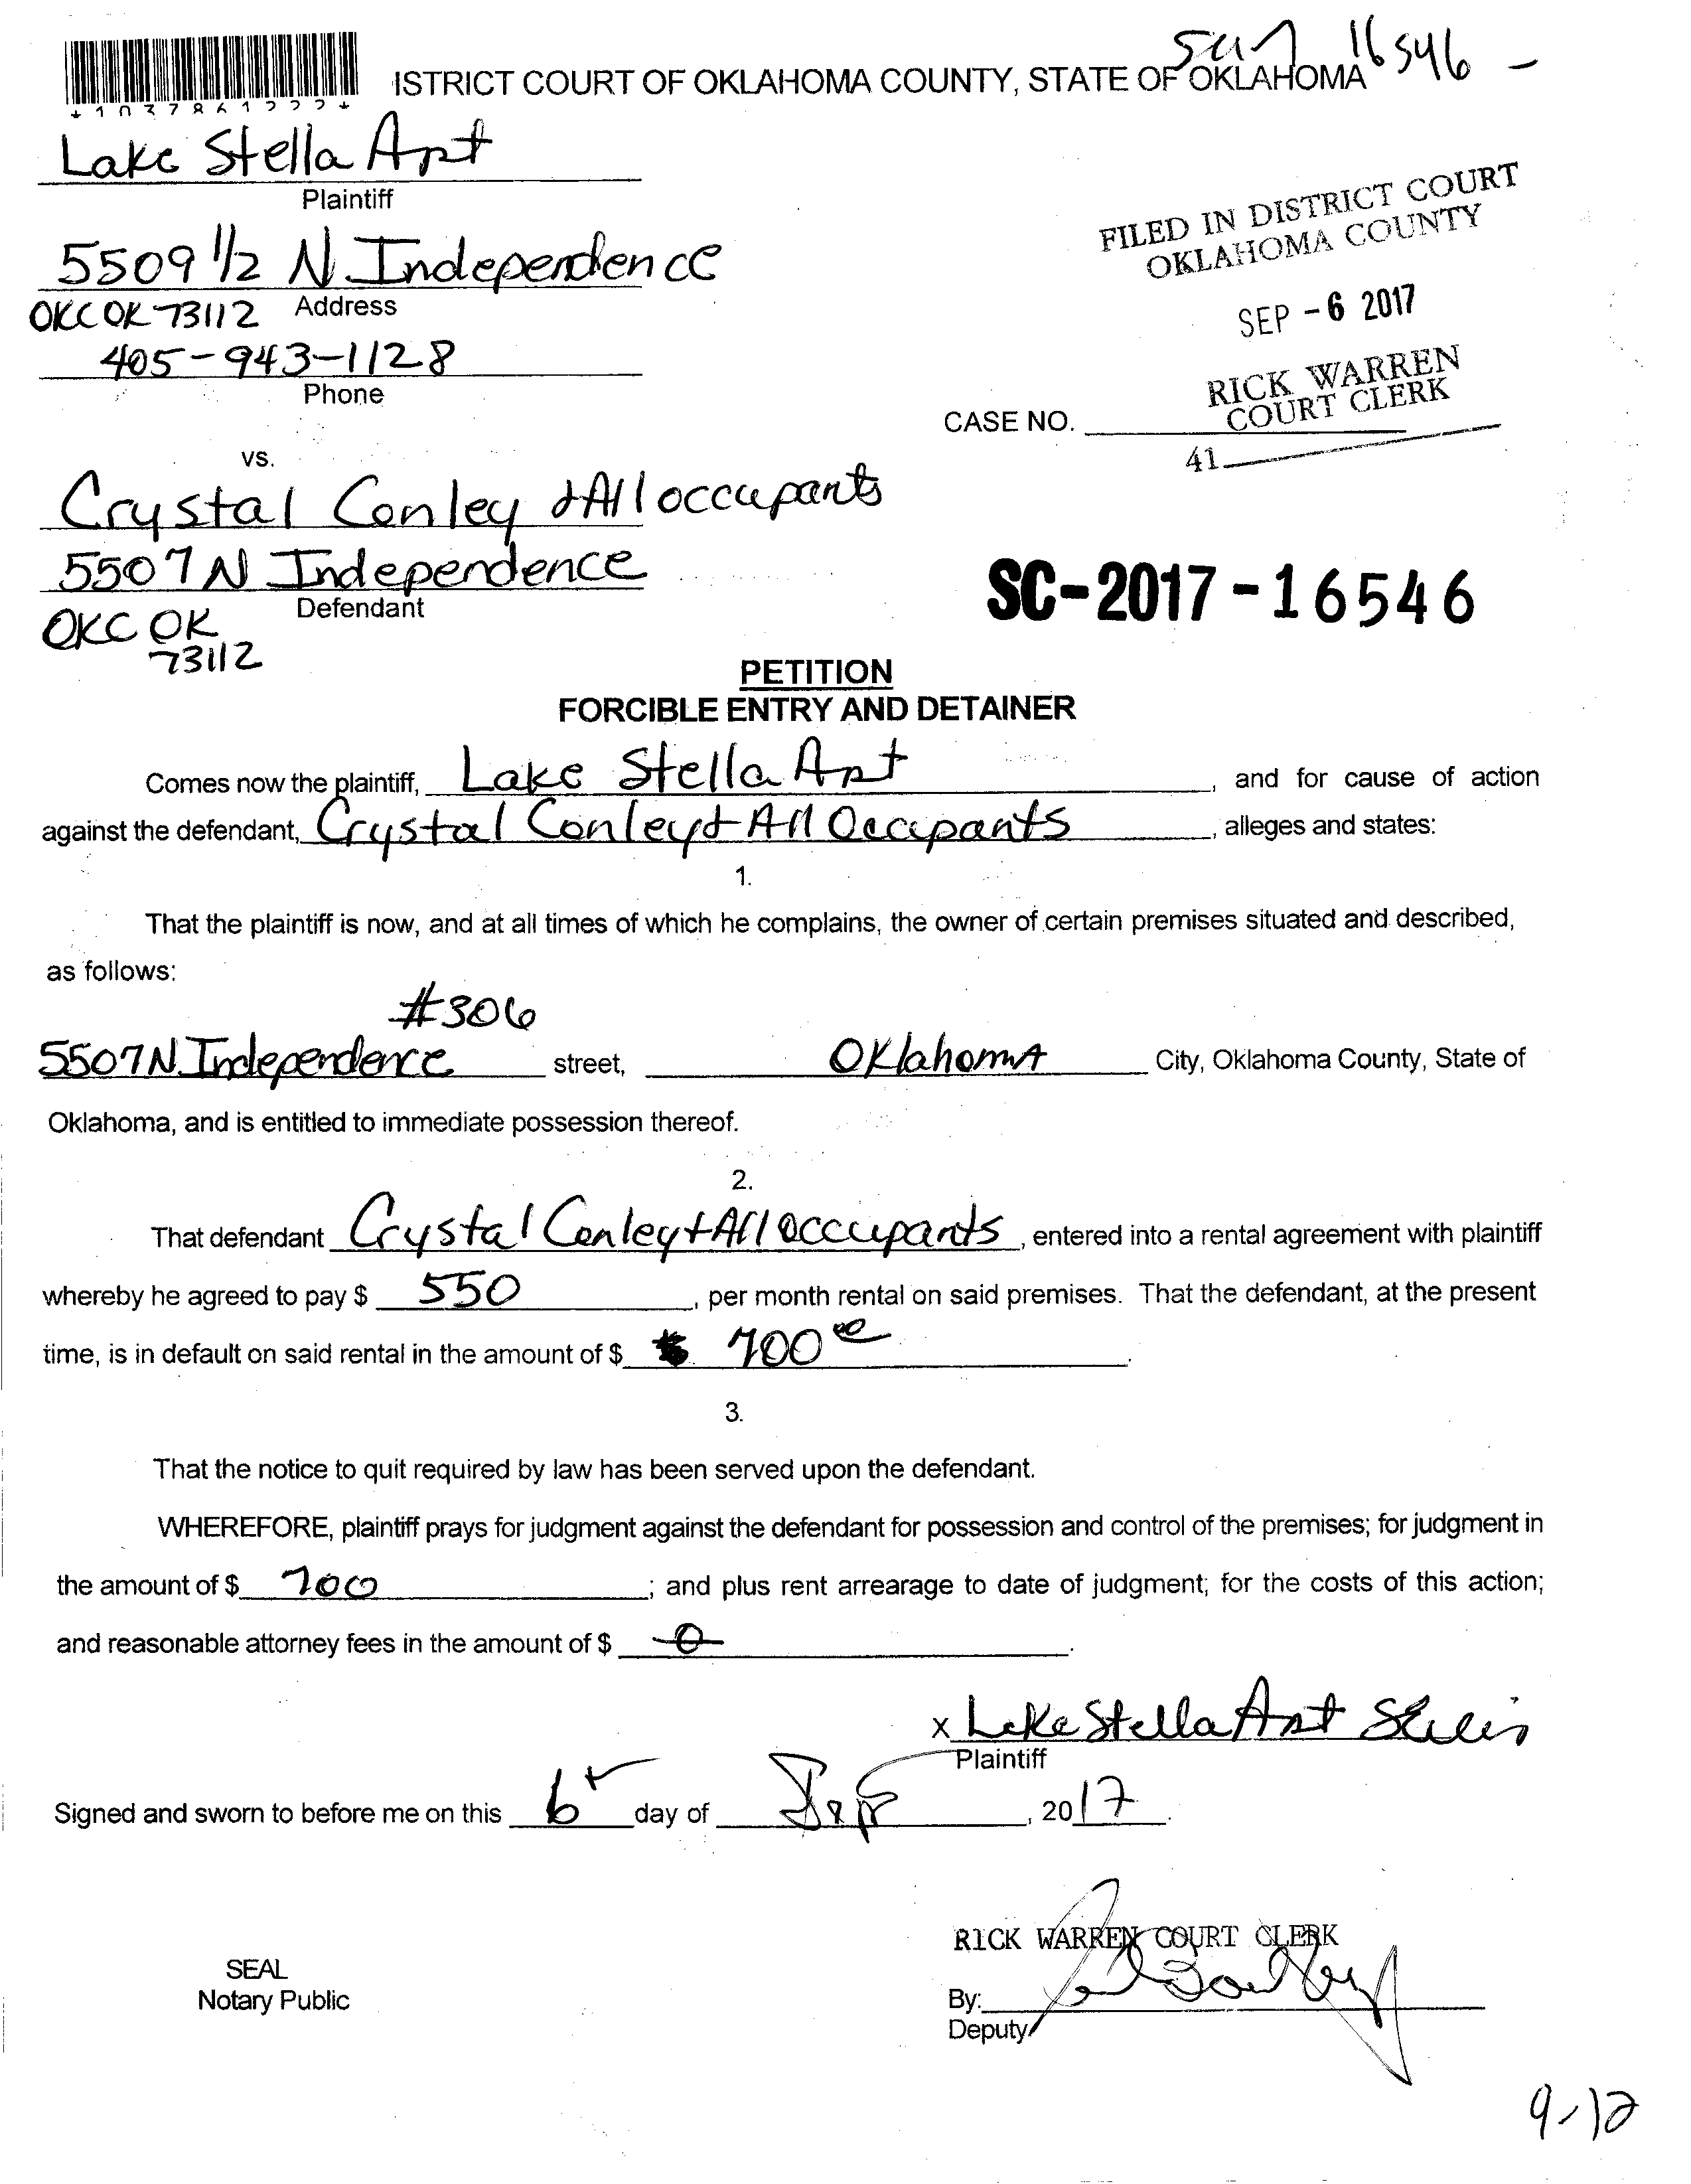 16546 -
ISTRICT COURT OF OKLAHOMA COUNTY, STATE OF OKLAHOMA
Lake Stella Apt
Plaintiff
5509 1/2 N. Independence
Address
OKC OK 73112
405-943-1128
Phone
FILED IN DISTRICT COURT
OKLAHOMA COUNTY
SEP - 6 2017
RICK WARREN
COURT CLERK
CASE NO.
41
vs.
Crystal Conley + All occupants
5507 N Independence
Defendant
OKC OK
73112
SC-2017-16546
PETITION
FORCIBLE ENTRY AND DETAINER
Comes now the plaintiff, Lake Stella Apt, and for cause of action
against the defendant, Crystal Conley + All Occupants, alleges and states:
1.
That the plaintiff is now, and at all times of which he complains, the owner of certain premises situated and described,
as follows:
#306
5507 N. Independence street, Oklahoma City, Oklahoma County, State of
Oklahoma, and is entitled to immediate possession thereof.
2.
That defendant Crystal Conley + All Occupants, entered into a rental agreement with plaintiff
whereby he agreed to pay $ 550, per month rental on said premises. That the defendant, at the present
time, is in default on said rental in the amount of $ 700 00.
3.
That the notice to quit required by law has been served upon the defendant.
WHEREFORE, plaintiff prays for judgment against the defendant for possession and control of the premises; for judgment in
the amount of $ 700; and plus rent arrearage to date of judgment; for the costs of this action;
and reasonable attorney fees in the amount of $ 0.
x Lake Stella Apt
Plaintiff
Signed and sworn to before me on this 6 day of Sep, 2017.
RICK WARREN COURT CLERK
SEAL
Notary Public
By:
Deputy
9-12